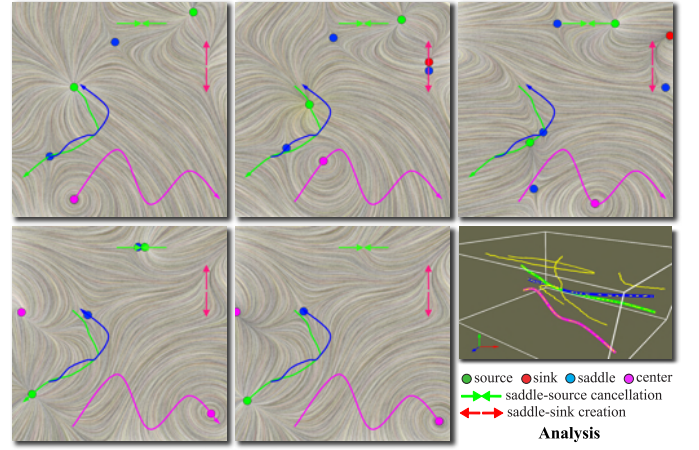 source sink saddle center
saddle-source cancellation
saddle-sink creation
Analysis